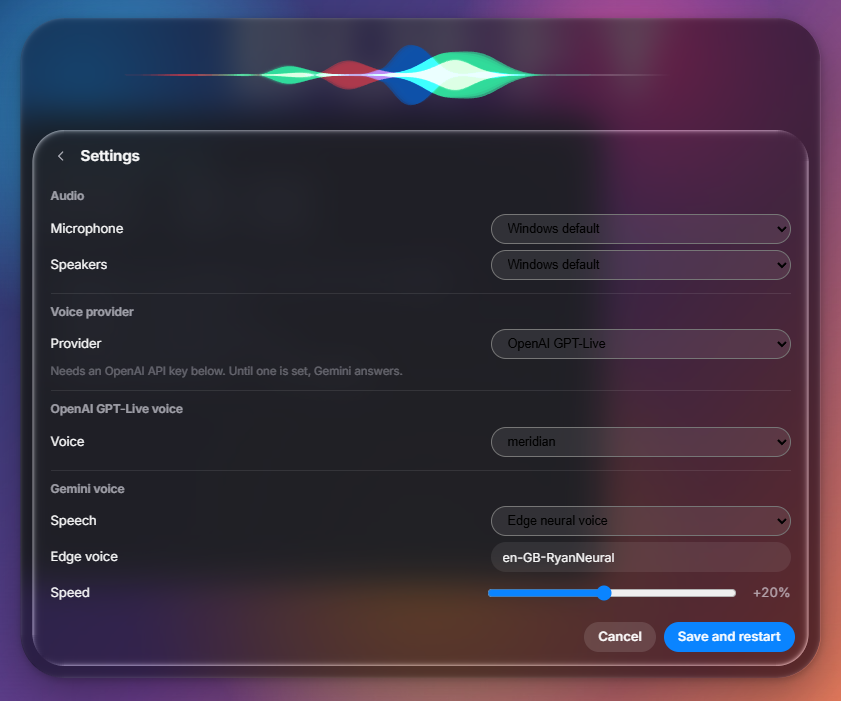 Settings
Audio
Microphone
Windows default
Speakers
Windows default
Voice provider
Provider
OpenAI GPT-Live
Needs an OpenAI API key below. Until one is set, Gemini answers.
OpenAI GPT-Live voice
Voice
meridian
Gemini voice
Speech
Edge neural voice
Edge voice
en-GB-RyanNeural
Speed
+20%
Cancel
Save and restart